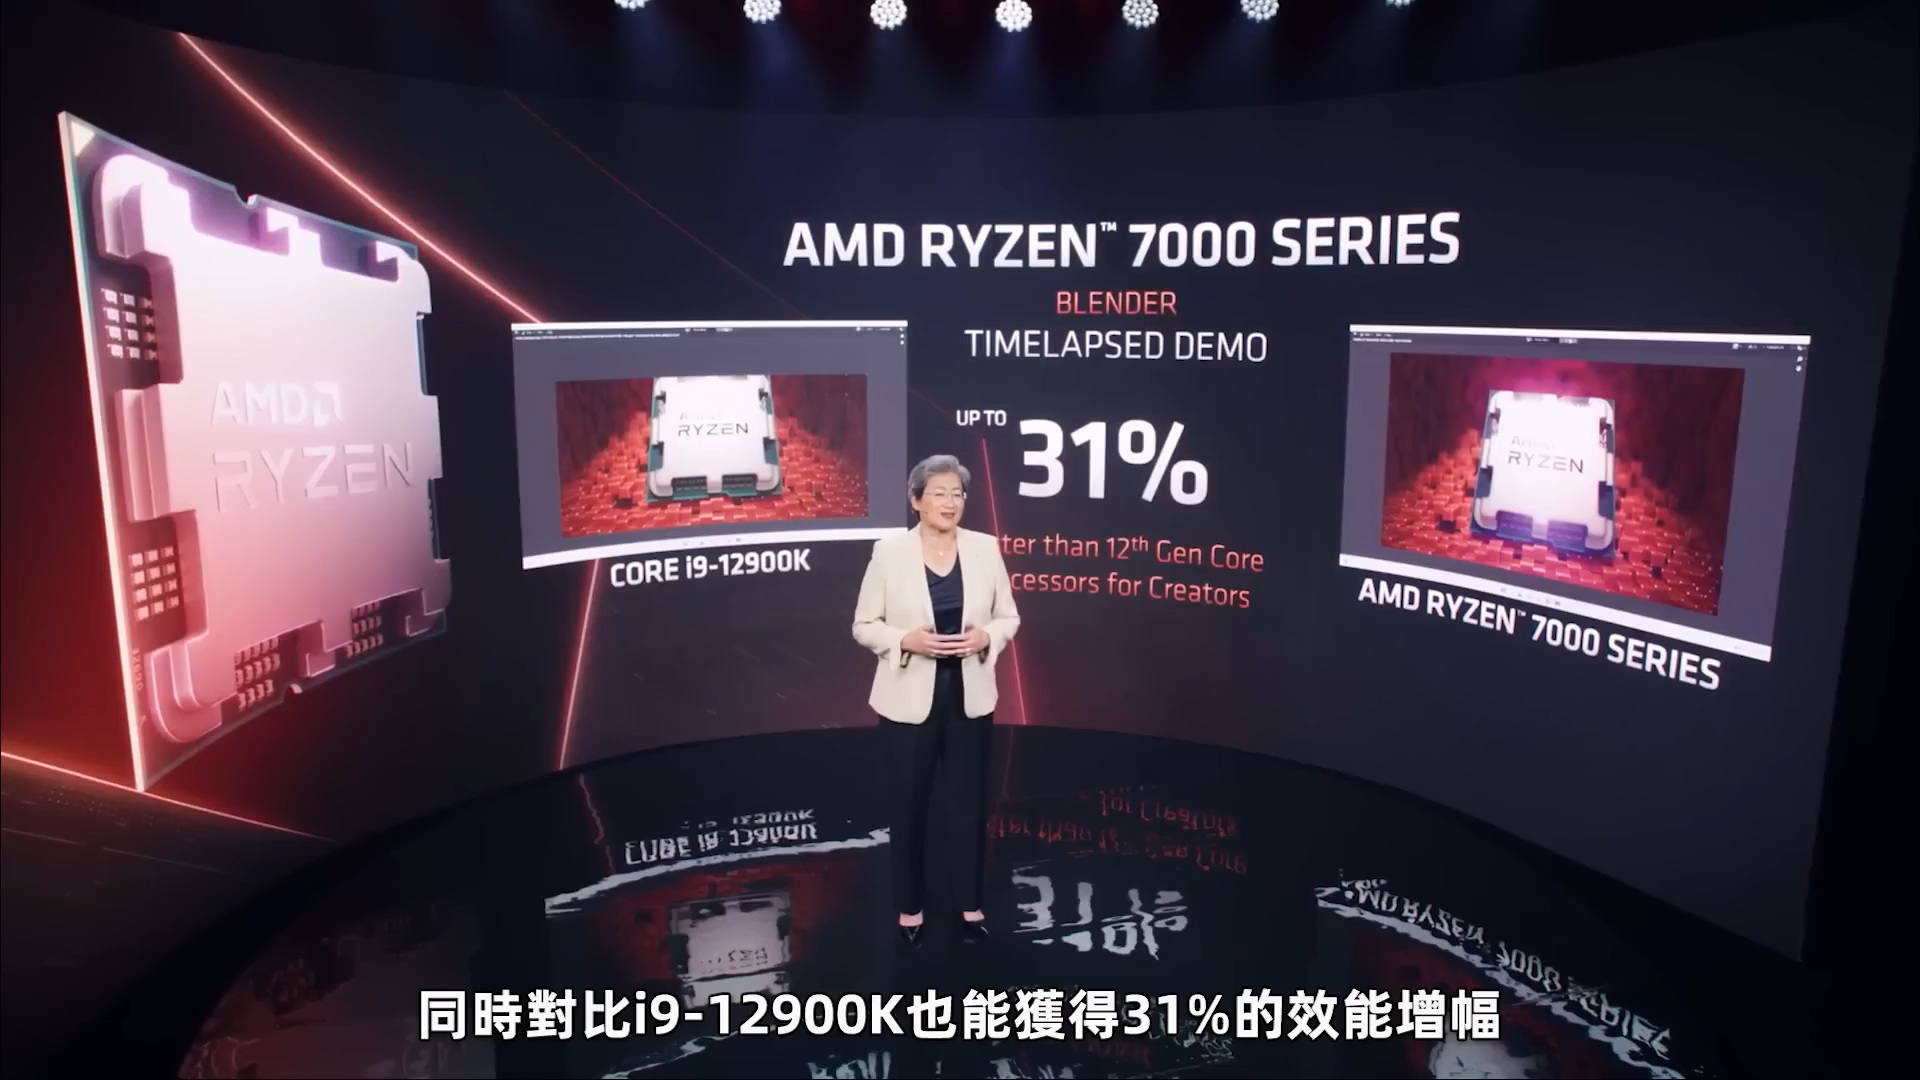 AMD RYZEN™ 7000 SERIES
BLENDER
TIMELAPSED DEMO
UP TO 31%
than 12th Gen Core
for Creators
AMD
RYZEN
AMD
RYZEN
CORE i9-12900K
AMD
RYZEN
AMD RYZEN™ 7000 SERIES
同時對比i9-12900K也能獲得31%的效能增幅